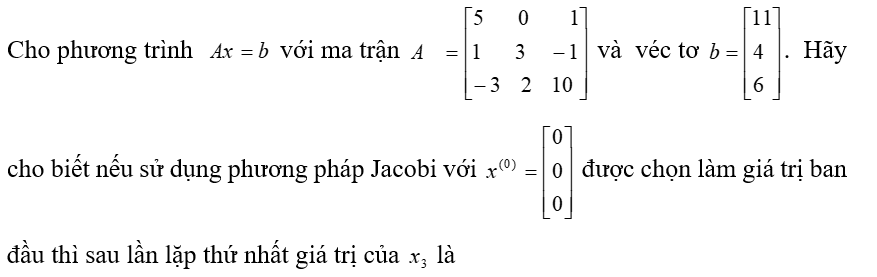 Cho phương trình Ax = b với ma trận A = [5 0 1; 1 3 −1; −3 2 10] và véc tơ b = [11; 4; 6]. Hãy
cho biết nếu sử dụng phương pháp Jacobi với x⁽⁰⁾ = [0; 0; 0] được chọn làm giá trị ban
đầu thì sau lần lặp thứ nhất giá trị của x₃ là